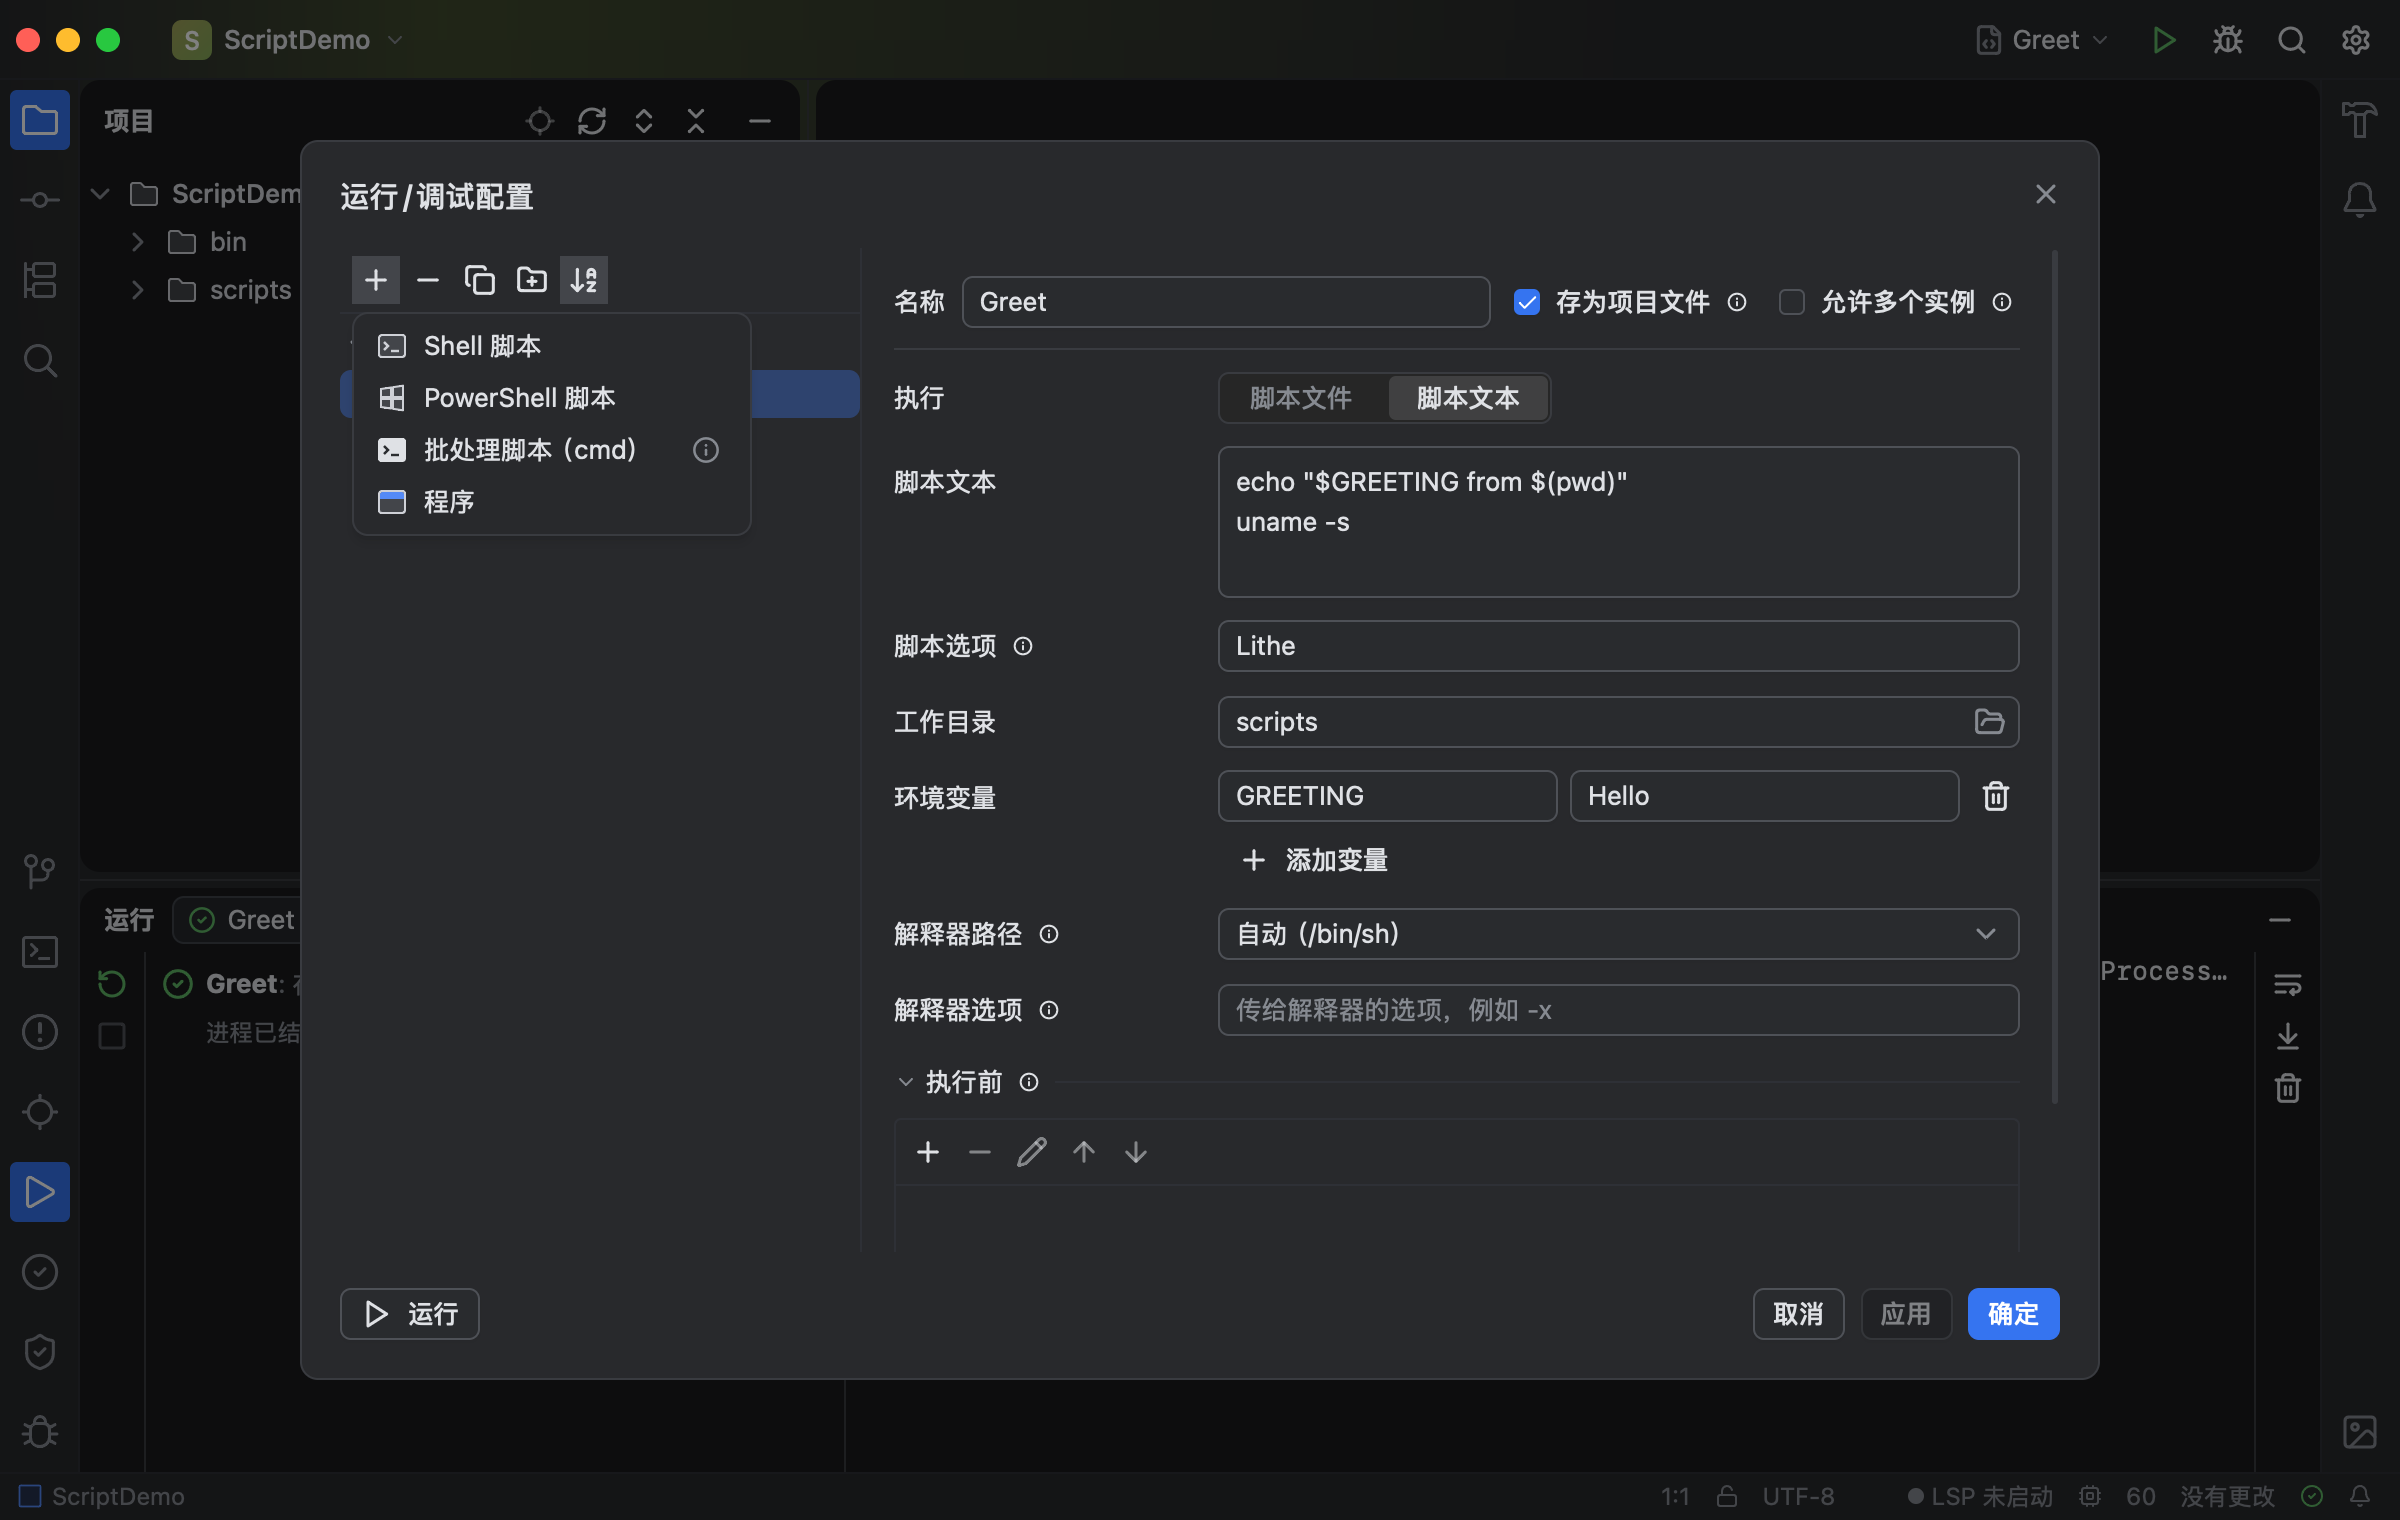 S ScriptDemo
Greet
项目
ScriptDem
bin
scripts
运行/调试配置
Shell 脚本
PowerShell 脚本
批处理脚本 (cmd)
程序
名称 Greet 存为项目文件 允许多个实例
执行 脚本文件 脚本文本
脚本文本 echo "$GREETING from $(pwd)"
uname -s
脚本选项 Lithe
工作目录 scripts
环境变量 GREETING Hello
添加变量
解释器路径 自动 (/bin/sh)
解释器选项 传给解释器的选项，例如 -x
执行前
运行 取消 应用 确定
运行 Greet
Greet:
进程已结
Process…
ScriptDemo 1:1 UTF-8 LSP 未启动 60 没有更改